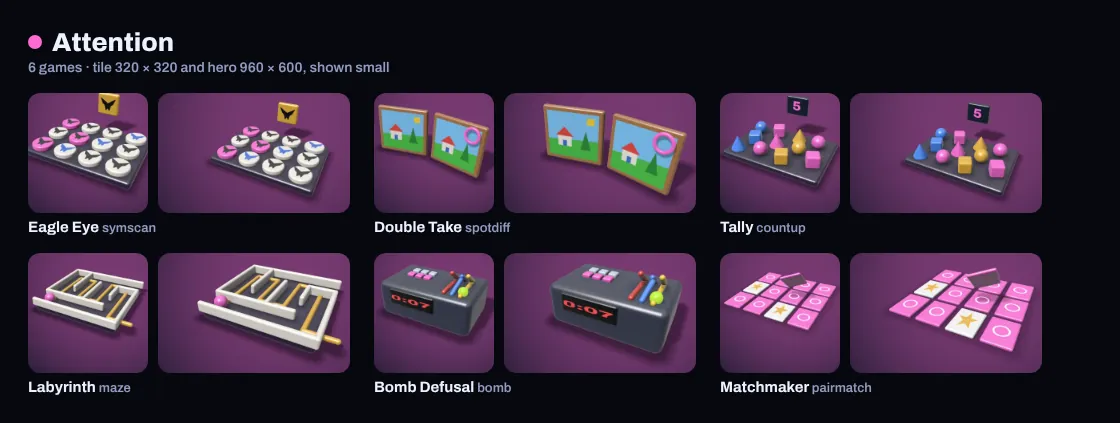 Attention
6 games · tile 320 × 320 and hero 960 × 600, shown small
5
5
Eagle Eye symscan
Double Take spotdiff
Tally countup
0:07
0:07
Labyrinth maze
Bomb Defusal bomb
Matchmaker pairmatch